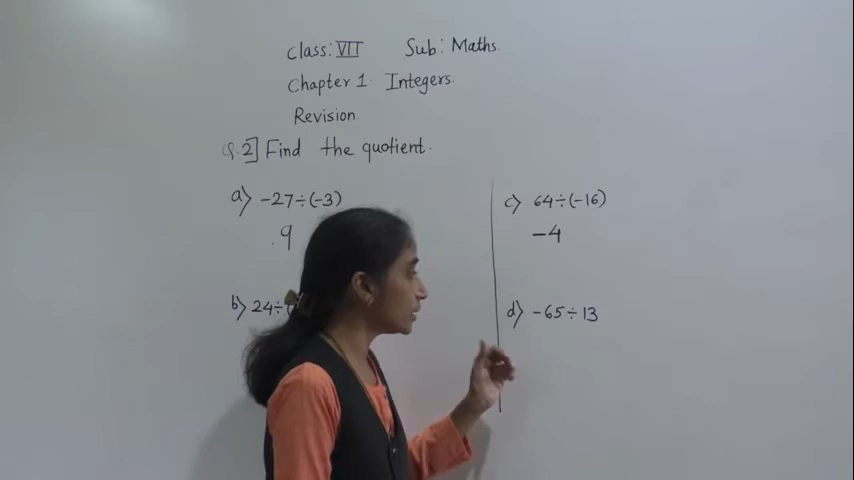 Class: VII Sub: Maths.
Chapter 1: Integers.
Revision
Q.2] Find the quotient.
a) -27÷(-3)
9
b) 24÷(
c) 64÷(-16)
-4
d) -65÷13